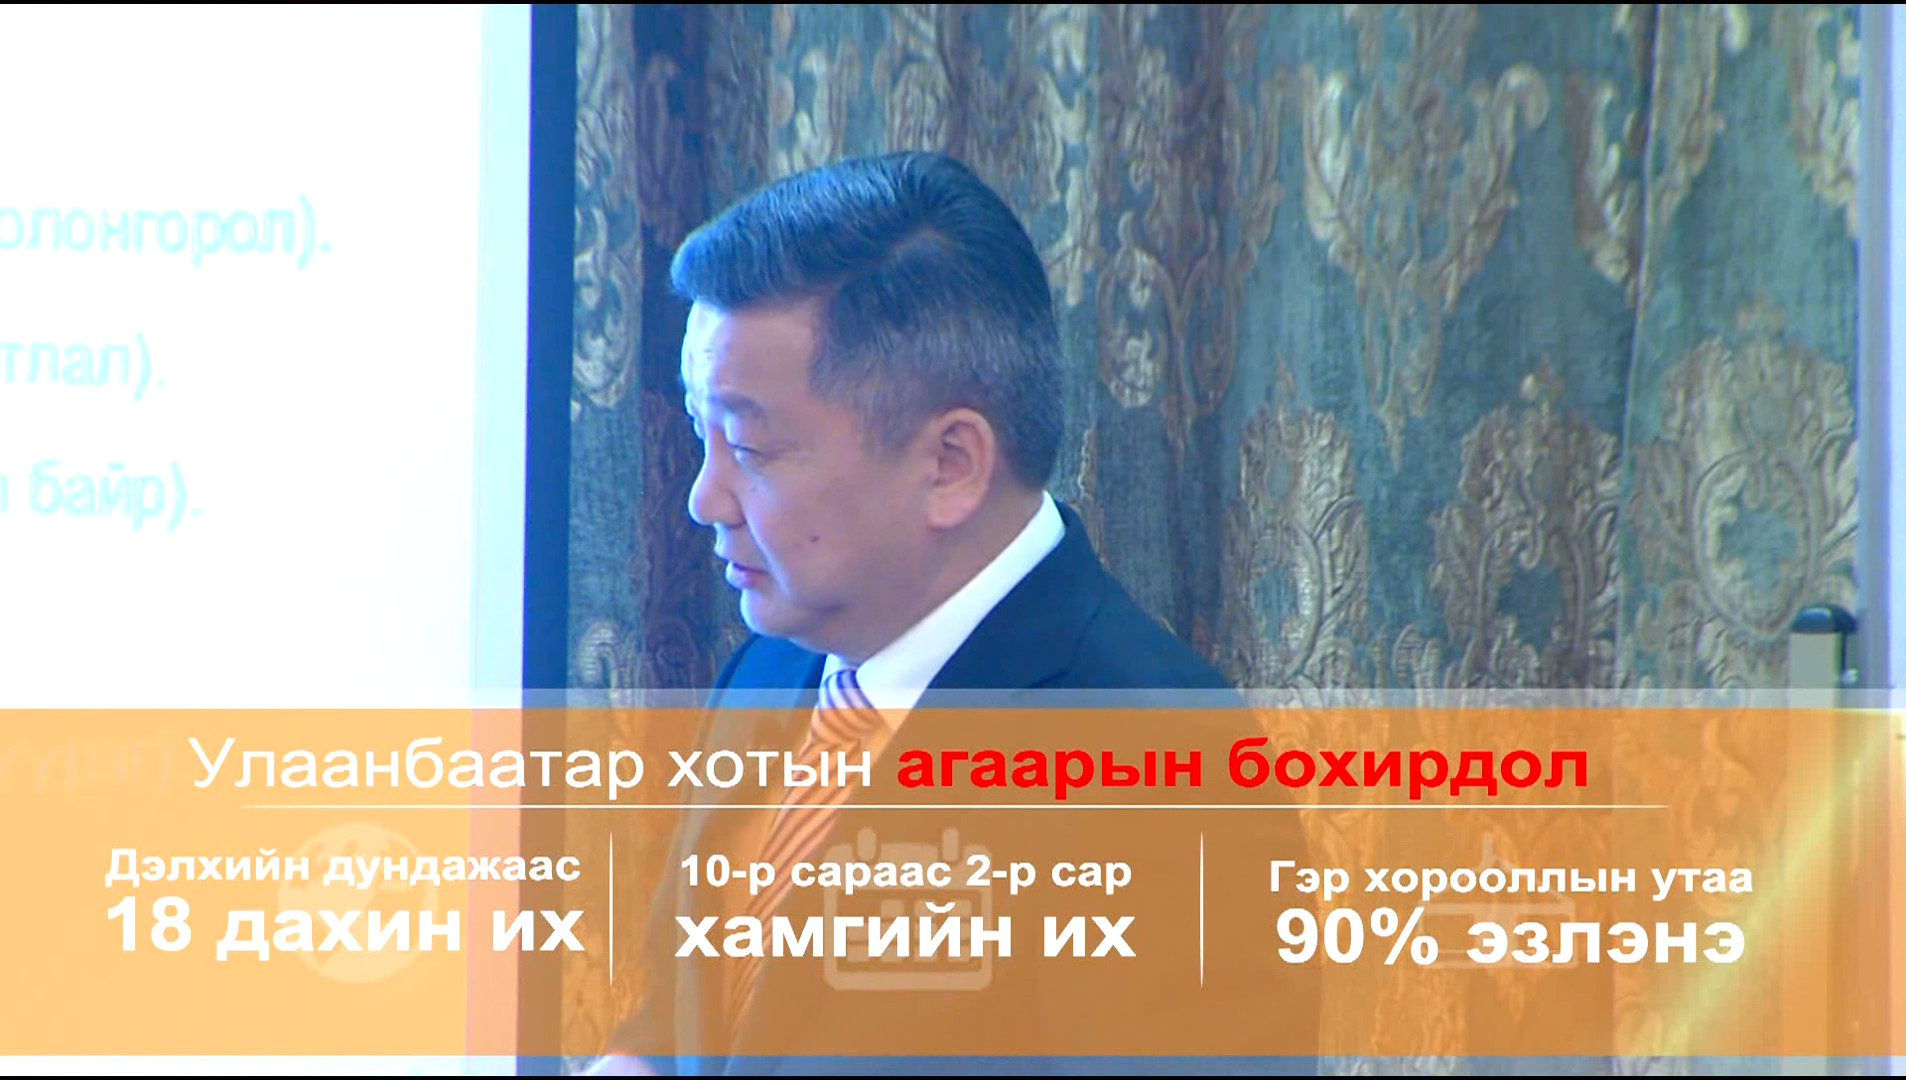 олонгорол).
тлал).
байр).
Улаанбаатар хотын агаарын бохирдол
Дэлхийн дундажаас
18 дахин их
10-р сараас 2-р сар
хамгийн их
Гэр хорооллын утаа
90% эзлэнэ